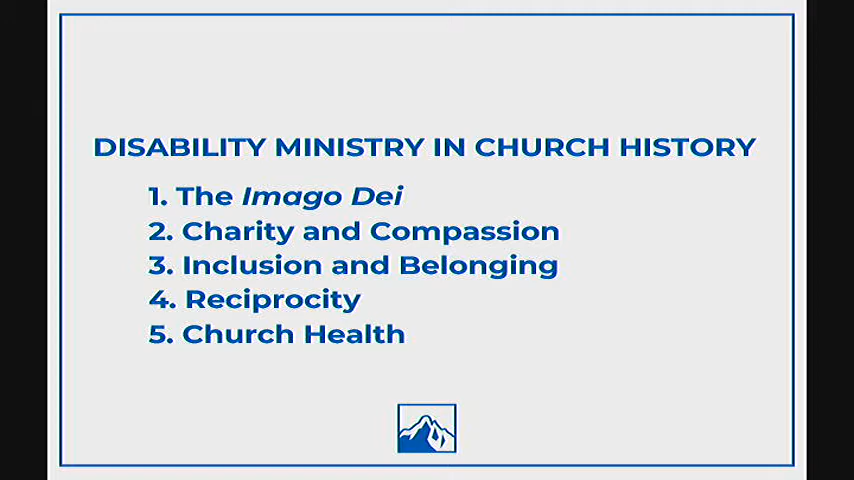 DISABILITY MINISTRY IN CHURCH HISTORY
1. The Imago Dei
2. Charity and Compassion
3. Inclusion and Belonging
4. Reciprocity
5. Church Health